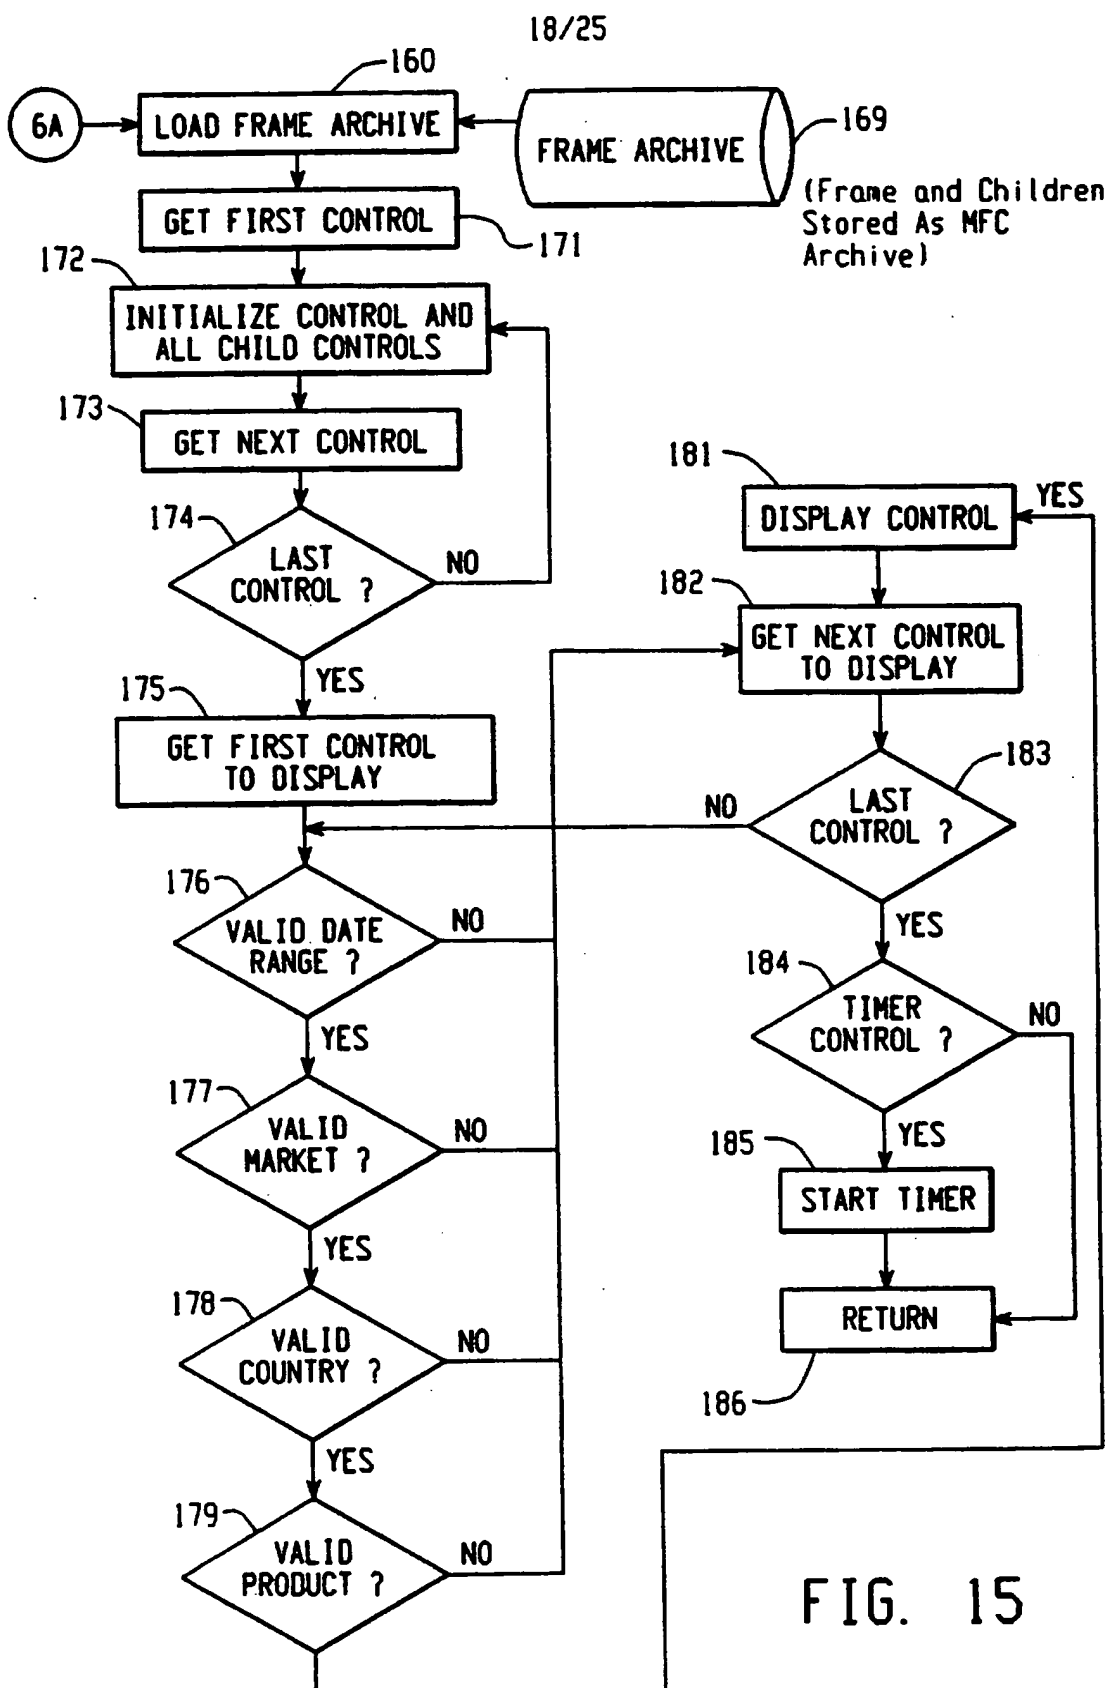 18/25
160
6A
LOAD FRAME ARCHIVE
FRAME ARCHIVE
169
(Frame and Children
Stored As MFC
Archive)
GET FIRST CONTROL
171
172
INITIALIZE CONTROL AND
ALL CHILD CONTROLS
173
GET NEXT CONTROL
174
LAST
CONTROL ?
NO
YES
175
GET FIRST CONTROL
TO DISPLAY
176
VALID DATE
RANGE ?
NO
YES
177
VALID
MARKET ?
NO
YES
178
VALID
COUNTRY ?
NO
YES
179
VALID
PRODUCT ?
NO
181
DISPLAY CONTROL
YES
182
GET NEXT CONTROL
TO DISPLAY
183
LAST
CONTROL ?
NO
YES
184
TIMER
CONTROL ?
NO
YES
185
START TIMER
RETURN
186
FIG. 15